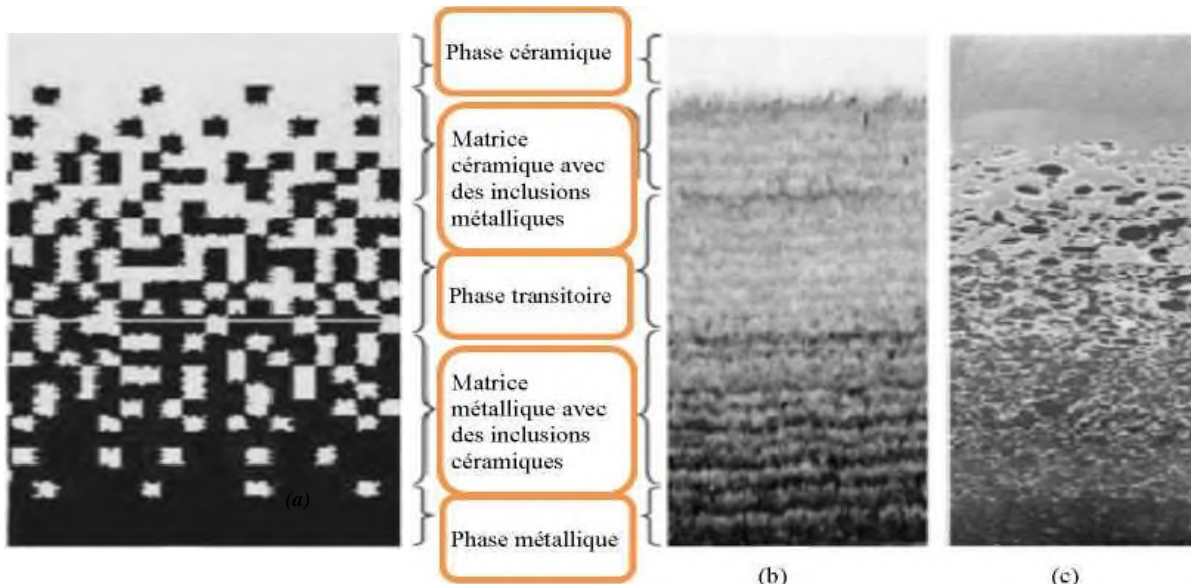 Phase céramique
Matrice
céramique avec
des inclusions
métalliques
Phase transitoire
Matrice
métallique avec
des inclusions
céramiques
Phase métallique
(a)
(b)
(c)